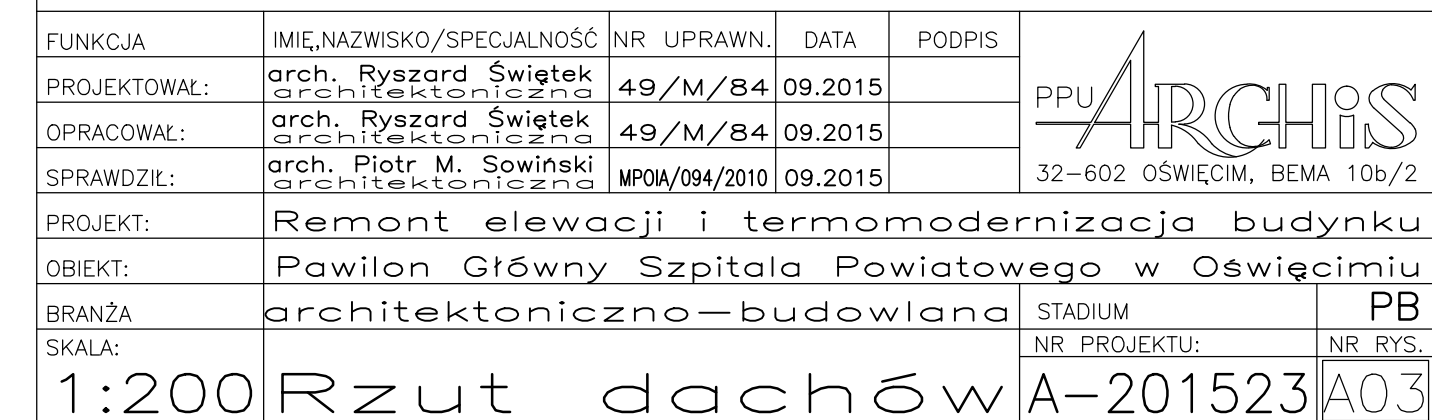 FUNKCJA IMIĘ,NAZWISKO/SPECJALNOŚĆ NR UPRAWN. DATA PODPIS
PROJEKTOWAŁ: arch. Ryszard Świętek 49/M/84 09.2015
architektoniczna
OPRACOWAŁ: arch. Ryszard Świętek 49/M/84 09.2015
architektoniczna
SPRAWDZIŁ: arch. Piotr M. Sowiński MPOIA/094/2010 09.2015
architektoniczna
PPU ARCHiS
32-602 OŚWIĘCIM, BEMA 10b/2
PROJEKT: Remont elewacji i termomodernizacja budynku
OBIEKT: Pawilon Główny Szpitala Powiatowego w Oświęcimiu
BRANŻA architektoniczno-budowlana STADIUM PB
SKALA: NR PROJEKTU: NR RYS.
1:200 Rzut dachów A-201523 A03